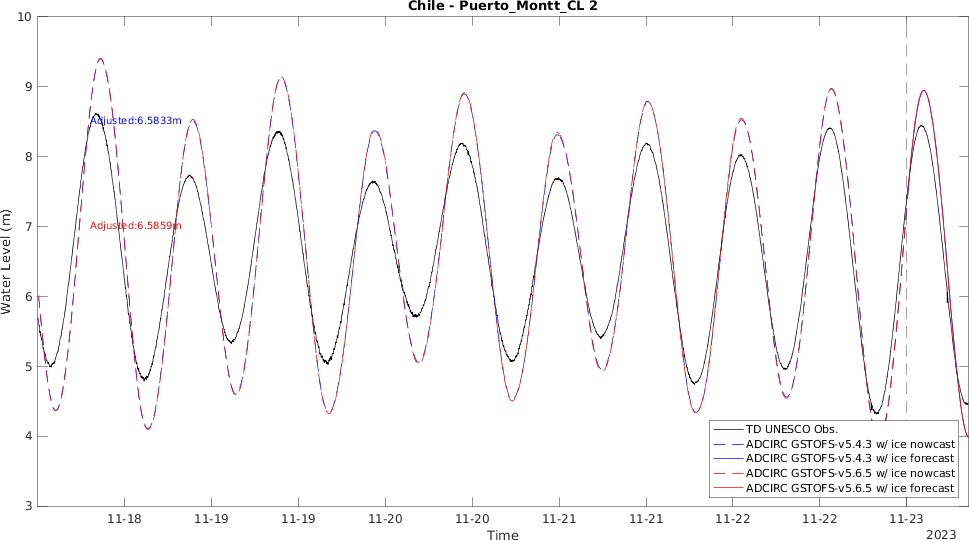 Chile - Puerto_Montt_CL 2
Water Level (m)
10
9
8
7
6
5
4
3
Adjusted:6.5833m
Adjusted:6.5859m
TD UNESCO Obs.
ADCIRC GSTOFS-v5.4.3 w/ ice nowcast
ADCIRC GSTOFS-v5.4.3 w/ ice forecast
ADCIRC GSTOFS-v5.6.5 w/ ice nowcast
ADCIRC GSTOFS-v5.6.5 w/ ice forecast
11-18 11-19 11-19 11-20 11-20 11-21 11-21 11-22 11-22 11-23
Time
2023